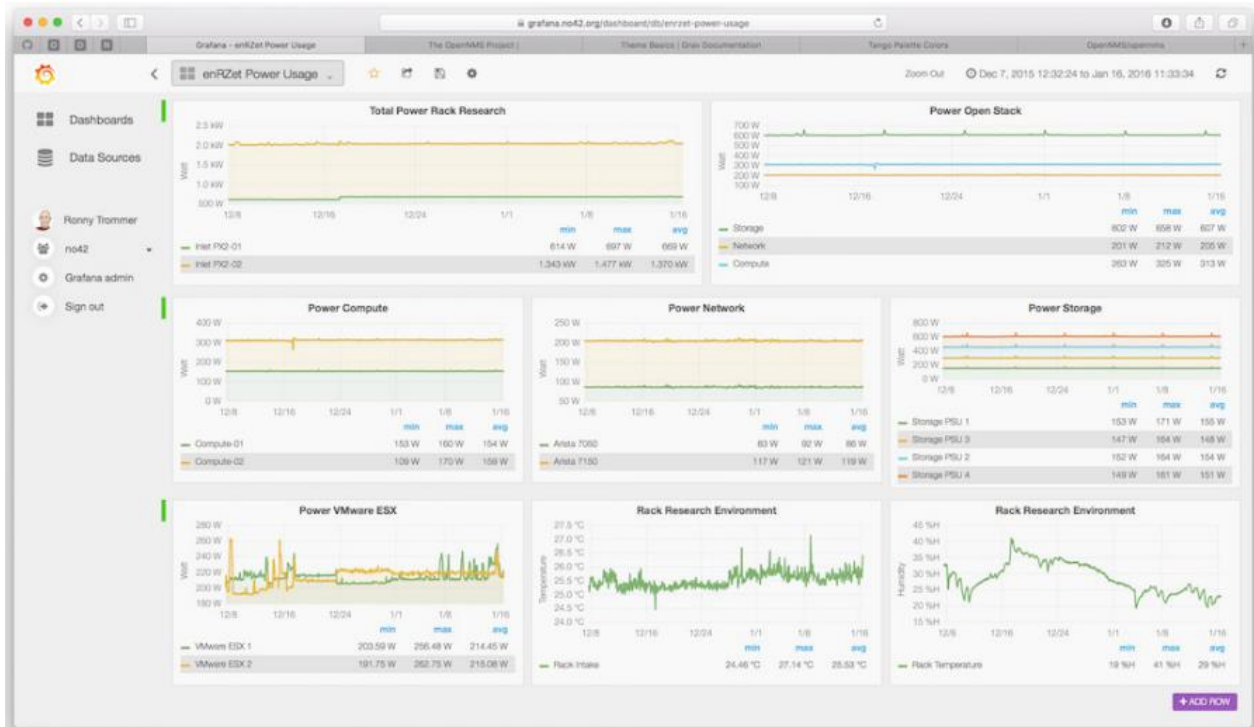 grafana.no42.org/dashboard/db/enrzet-power-usage
Grafana - enRZet Power Usage
The OpenNMS Project |
Theme Basics | Grav Documentation
Tango Palette Colors
OpenNMS/opennms
enRZet Power Usage
Zoom Out
Dec 7, 2015 12:32:24 to Jan 16, 2016 11:33:34
Dashboards
Data Sources
Ronny Trommer
no42
Grafana admin
Sign out
Total Power Rack Research
2.5 kW
2.0 kW
1.5 kW
1.0 kW
500 W
Watt
12/8 12/16 12/24 1/1 1/8 1/16
min max avg
Inlet PX2-01 614 W 697 W 669 W
Inlet PX2-02 1.343 kW 1.477 kW 1.370 kW
Power Open Stack
700 W
600 W
500 W
400 W
300 W
200 W
100 W
Watt
12/8 12/16 12/24 1/1 1/8 1/16
min max avg
Storage 602 W 658 W 607 W
Network 201 W 212 W 205 W
Compute 263 W 325 W 313 W
Power Compute
400 W
300 W
200 W
100 W
0 W
Watt
12/8 12/16 12/24 1/1 1/8 1/16
min max avg
Compute-01 153 W 160 W 154 W
Compute-02 109 W 170 W 159 W
Power Network
250 W
200 W
150 W
100 W
50 W
Watt
12/8 12/16 12/24 1/1 1/8 1/16
min max avg
Arista 7050 83 W 92 W 86 W
Arista 7150 117 W 121 W 119 W
Power Storage
800 W
600 W
400 W
200 W
0 W
Watt
12/8 12/16 12/24 1/1 1/8 1/16
min max avg
Storage PSU 1 153 W 171 W 155 W
Storage PSU 3 147 W 164 W 148 W
Storage PSU 2 152 W 164 W 154 W
Storage PSU 4 149 W 161 W 151 W
Power VMware ESX
280 W
260 W
240 W
220 W
200 W
180 W
Watt
12/8 12/16 12/24 1/1 1/8 1/16
min max avg
VMware ESX 1 203.59 W 256.48 W 214.45 W
VMware ESX 2 191.75 W 262.75 W 215.08 W
Rack Research Environment
27.5 °C
27.0 °C
26.5 °C
26.0 °C
25.5 °C
25.0 °C
24.5 °C
24.0 °C
Temperature
12/8 12/16 12/24 1/1 1/8 1/16
min max avg
Rack Intake 24.46 °C 27.14 °C 25.53 °C
Rack Research Environment
45 %H
40 %H
35 %H
30 %H
25 %H
20 %H
15 %H
Humidity
12/8 12/16 12/24 1/1 1/8 1/16
min max avg
Rack Temperature 19 %H 41 %H 29 %H
+ ADD ROW